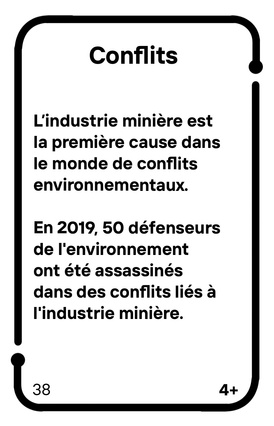 Conflits
L’industrie minière est
la première cause dans
le monde de conflits
environnementaux.
En 2019, 50 défenseurs
de l'environnement
ont été assassinés
dans des conflits liés à
l'industrie minière.
38
4+